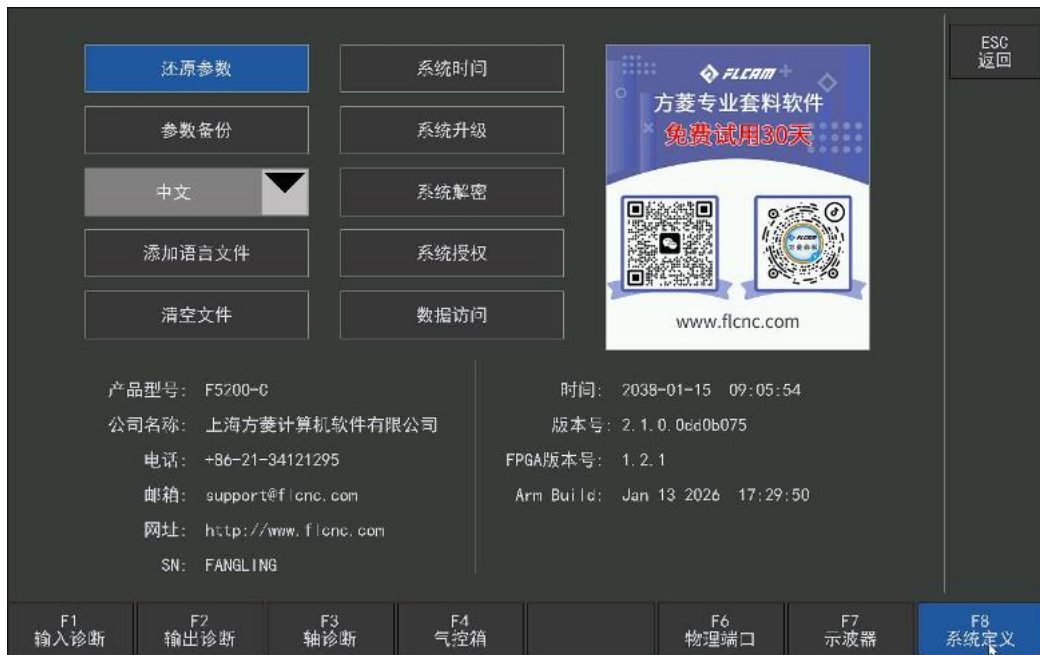 还原参数
系统时间
参数备份
系统升级
中文
系统解密
添加语言文件
系统授权
清空文件
数据访问
FLCAM
方菱专业套料软件
免费试用30天
FLCAM
方菱套料
www.flcnc.com
ESC
返回
产品型号: F5200-C
公司名称: 上海方菱计算机软件有限公司
电话: +86-21-34121295
邮箱: support@flcnc.com
网址: http://www.flcnc.com
SN: FANGLING
时间: 2038-01-15 09:05:54
版本号: 2.1.0.0dd0b075
FPGA版本号: 1.2.1
Arm Build: Jan 13 2026 17:29:50
F1
输入诊断
F2
输出诊断
F3
轴诊断
F4
气控箱
F6
物理端口
F7
示波器
F8
系统定义